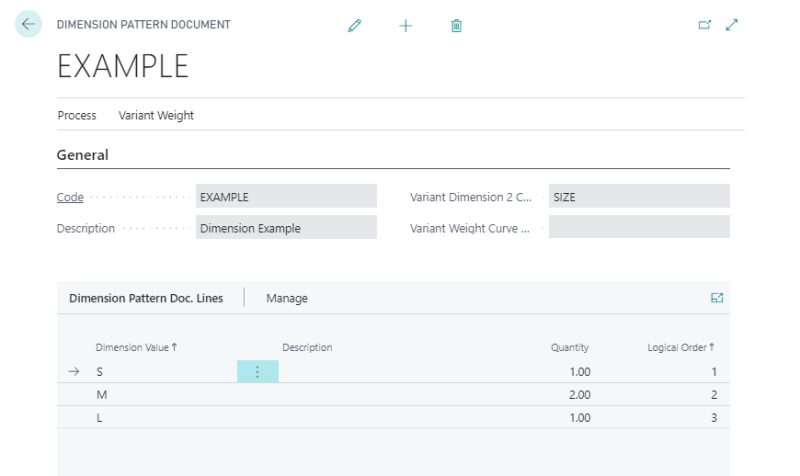 DIMENSION PATTERN DOCUMENT
EXAMPLE
Process Variant Weight
General
Code EXAMPLE Variant Dimension 2 C... SIZE
Description Dimension Example Variant Weight Curve ...
Dimension Pattern Doc. Lines Manage
Dimension Value ↑ Description Quantity Logical Order ↑
→ S 1.00 1
M 2.00 2
L 1.00 3